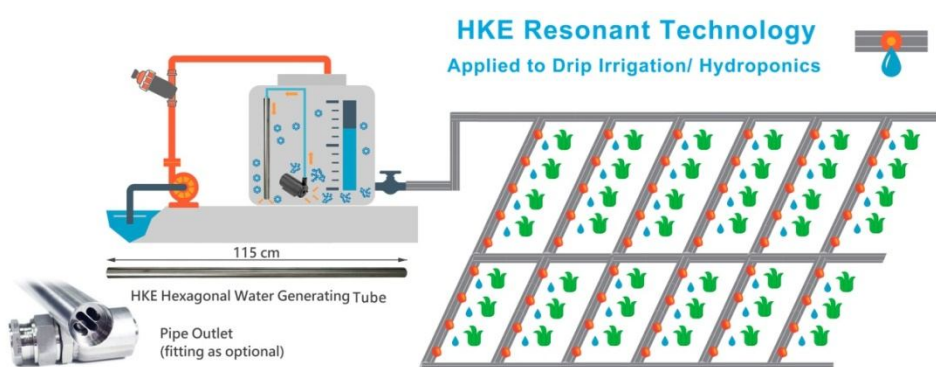 HKE Resonant Technology
Applied to Drip Irrigation/ Hydroponics
115 cm
HKE Hexagonal Water Generating Tube
Pipe Outlet
(fitting as optional)